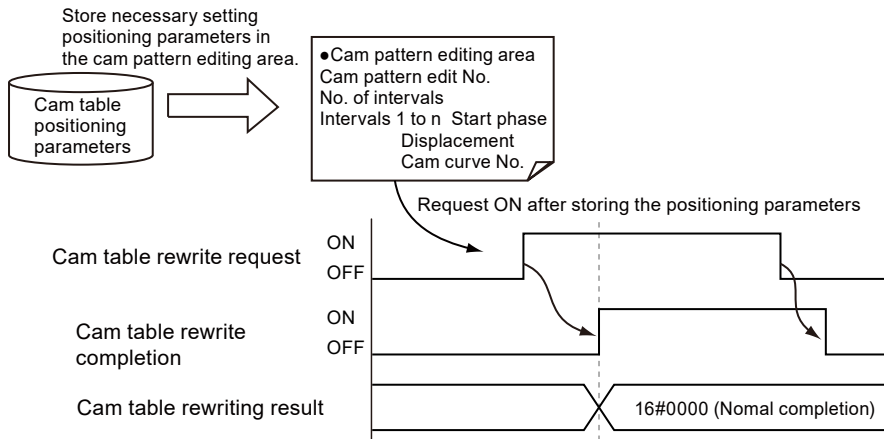 Store necessary setting
positioning parameters in
the cam pattern editing area.
Cam table
positioning
parameters
●Cam pattern editing area
Cam pattern edit No.
No. of intervals
Intervals 1 to n Start phase
Displacement
Cam curve No.
Request ON after storing the positioning parameters
Cam table rewrite request
ON
OFF
Cam table rewrite
completion
ON
OFF
Cam table rewriting result
16#0000 (Nomal completion)